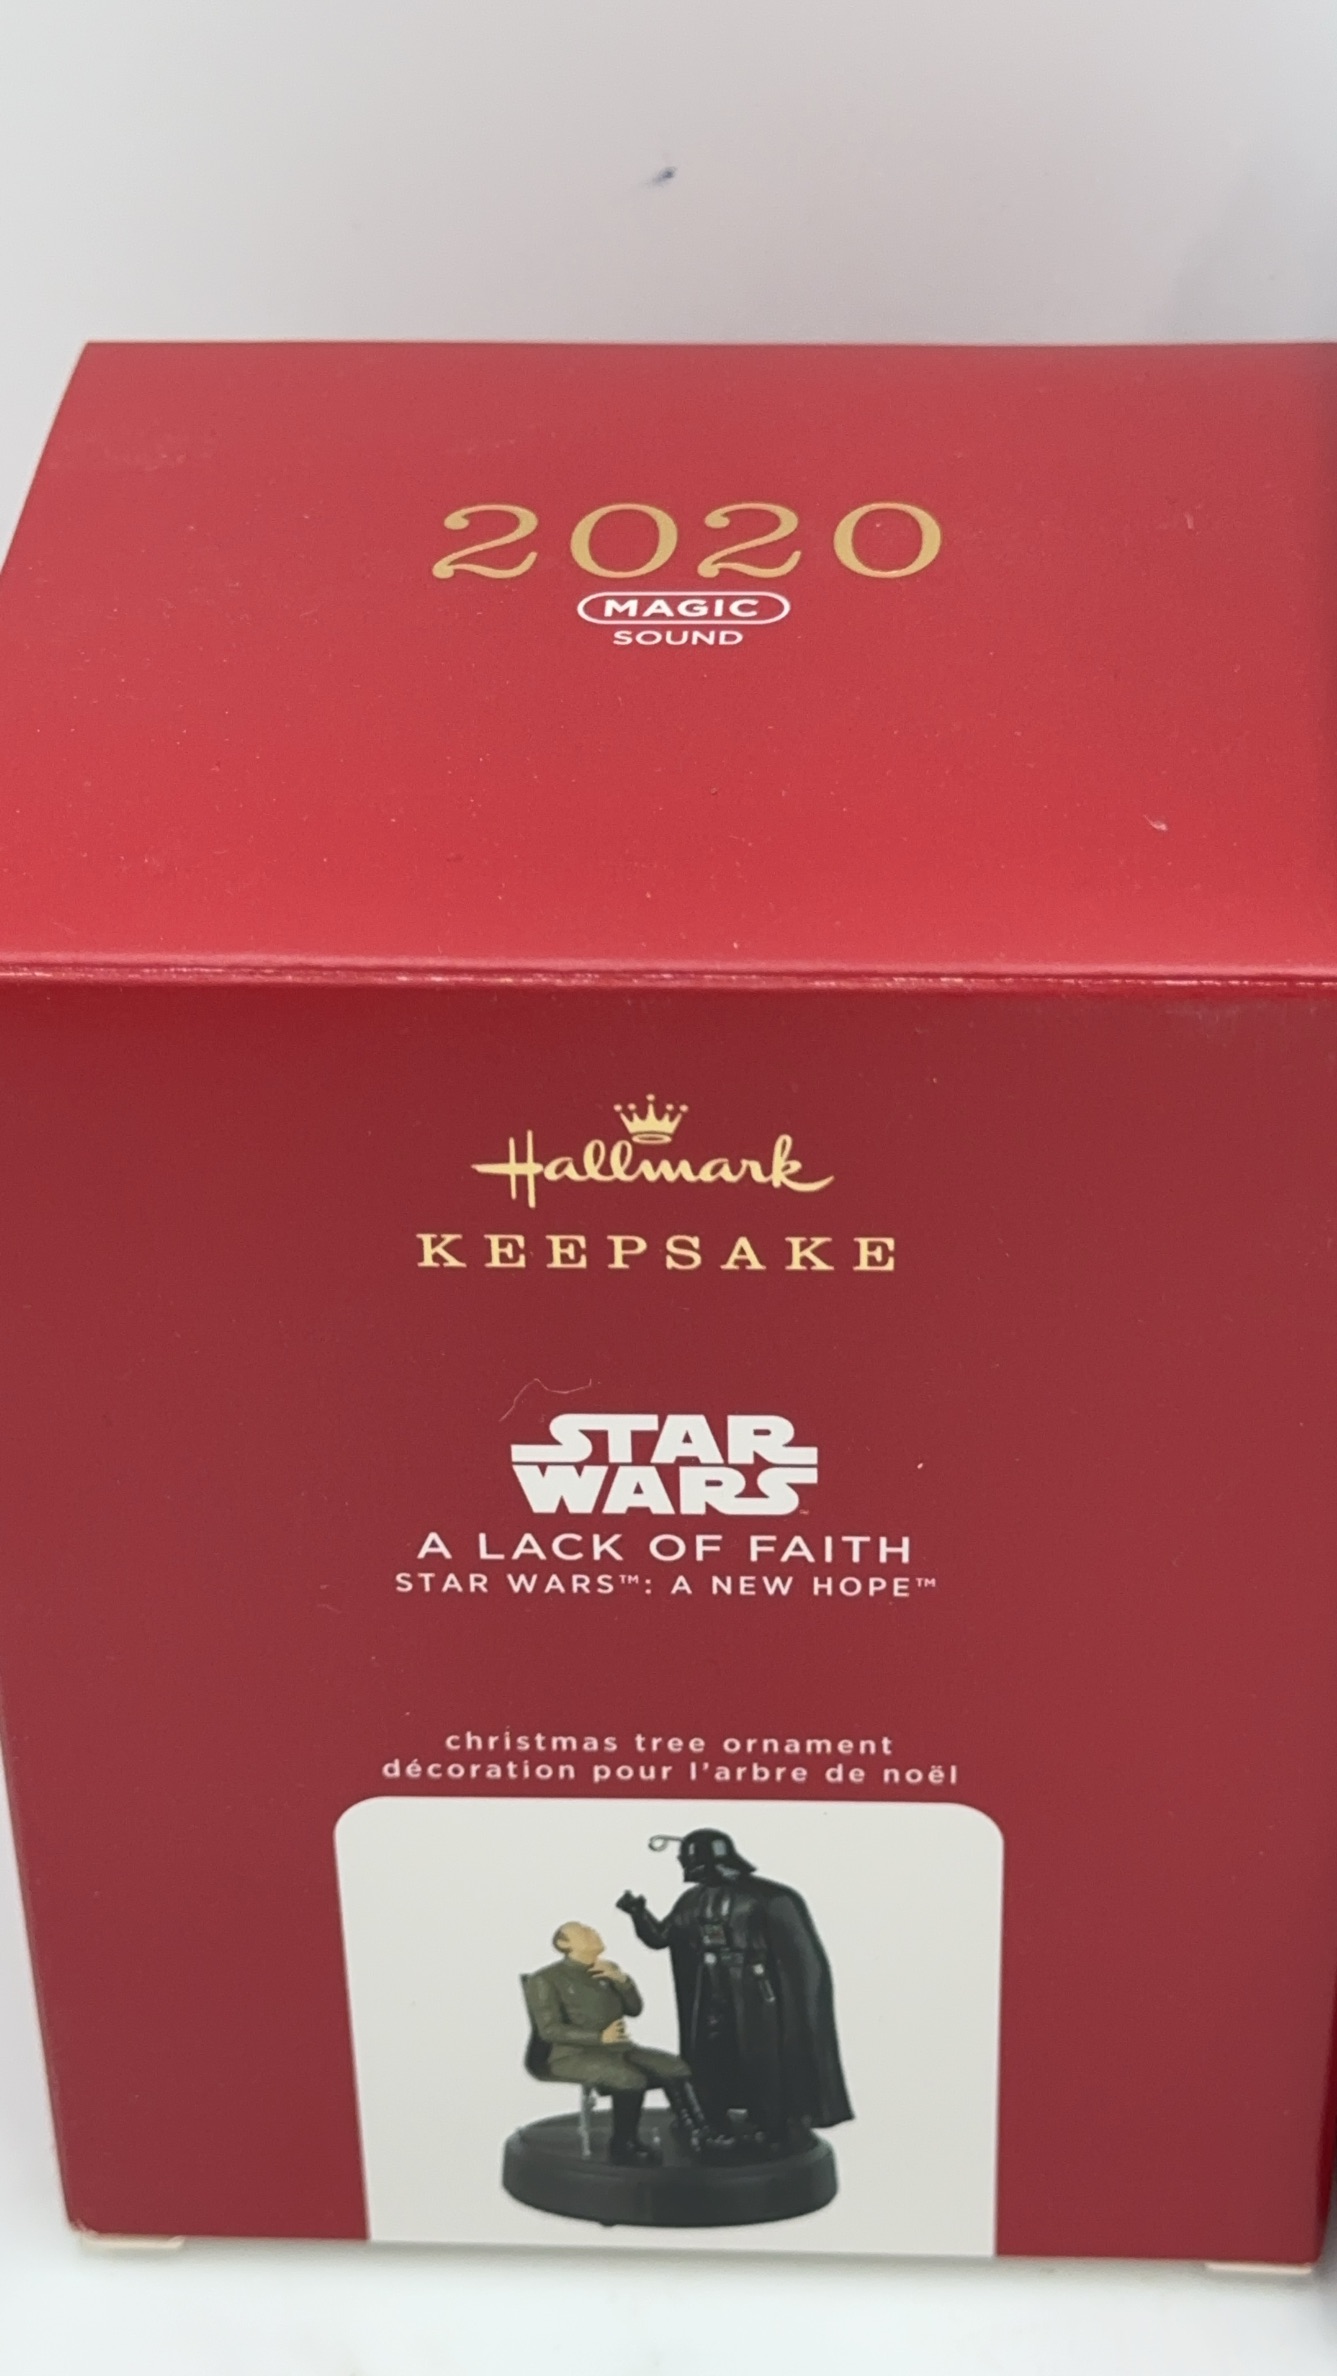 2020
MAGIC
SOUND
Hallmark
KEEPSAKE
STAR
WARS
A LACK OF FAITH
STAR WARS™: A NEW HOPE™
christmas tree ornament
décoration pour l'arbre de noël